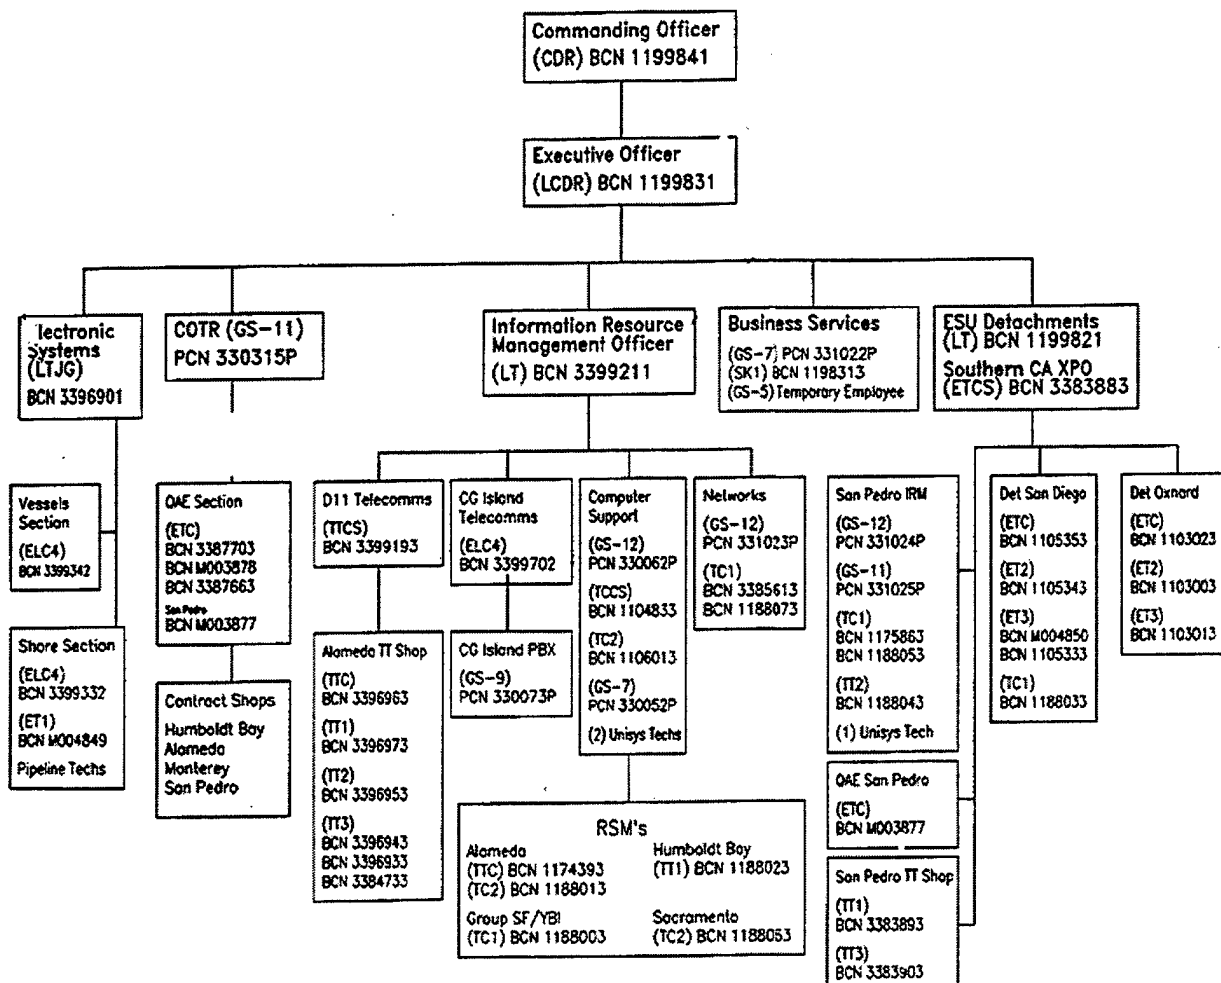 Commanding Officer
(CDR) BCN 1199841
Executive Officer
(LCDR) BCN 1199831
lectronic
Systems
(LTJG)
BCN 3396901
COTR (GS-11)
PCN 330315P
Information Resource
Management Officer
(LT) BCN 3399211
Business Services
(GS-7) PCN 331022P
(SK1) BCN 1198313
(GS-5) Temporary Employee
ESU Detachments
(LT) BCN 1199821
Southern CA XPO
(ETCS) BCN 3383883
Vessels
Section
(ELC4)
BCN 3399342
Shore Section
(ELC4)
BCN 3399332
(ET1)
BCN M004849
Pipeline Techs
QAE Section
(ETC)
BCN 3387703
BCN M003878
BCN 3387663
San Pedro
BCN M003877
Contract Shops
Humboldt Bay
Alameda
Monterey
San Pedro
D11 Telecomms
(TTCS)
BCN 3399193
Alameda TT Shop
(TTC)
BCN 3396963
(TT1)
BCN 3396973
(TT2)
BCN 3396953
(TT3)
BCN 3396943
BCN 3396933
BCN 3384733
CG Island
Telecomms
(ELC4)
BCN 3399702
CG Island PBX
(GS-9)
PCN 330073P
Computer
Support
(GS-12)
PCN 330062P
(TCCS)
BCN 1104833
(TC2)
BCN 1106013
(GS-7)
PCN 330052P
(2) Unisys Techs
Networks
(GS-12)
PCN 331023P
(TC1)
BCN 3385613
BCN 1188073
RSM's
Alameda
(TTC) BCN 1174393
(TC2) BCN 1188013
Humboldt Bay
(TT1) BCN 1188023
Group SF/YBI
(TC1) BCN 1188003
Sacramento
(TC2) BCN 1188063
San Pedro IRM
(GS-12)
PCN 331024P
(GS-11)
PCN 331025P
(TC1)
BCN 1175863
BCN 1188053
(TT2)
BCN 1188043
(1) Unisys Tech
QAE San Pedro
(ETC)
BCN M003877
San Pedro TT Shop
(TT1)
BCN 3383893
(TT3)
BCN 3383903
Det San Diego
(ETC)
BCN 1105353
(ET2)
BCN 1105343
(ET3)
BCN M004850
BCN 1105333
(TC1)
BCN 1188033
Det Oxnard
(ETC)
BCN 1103023
(ET2)
BCN 1103003
(ET3)
BCN 1103013